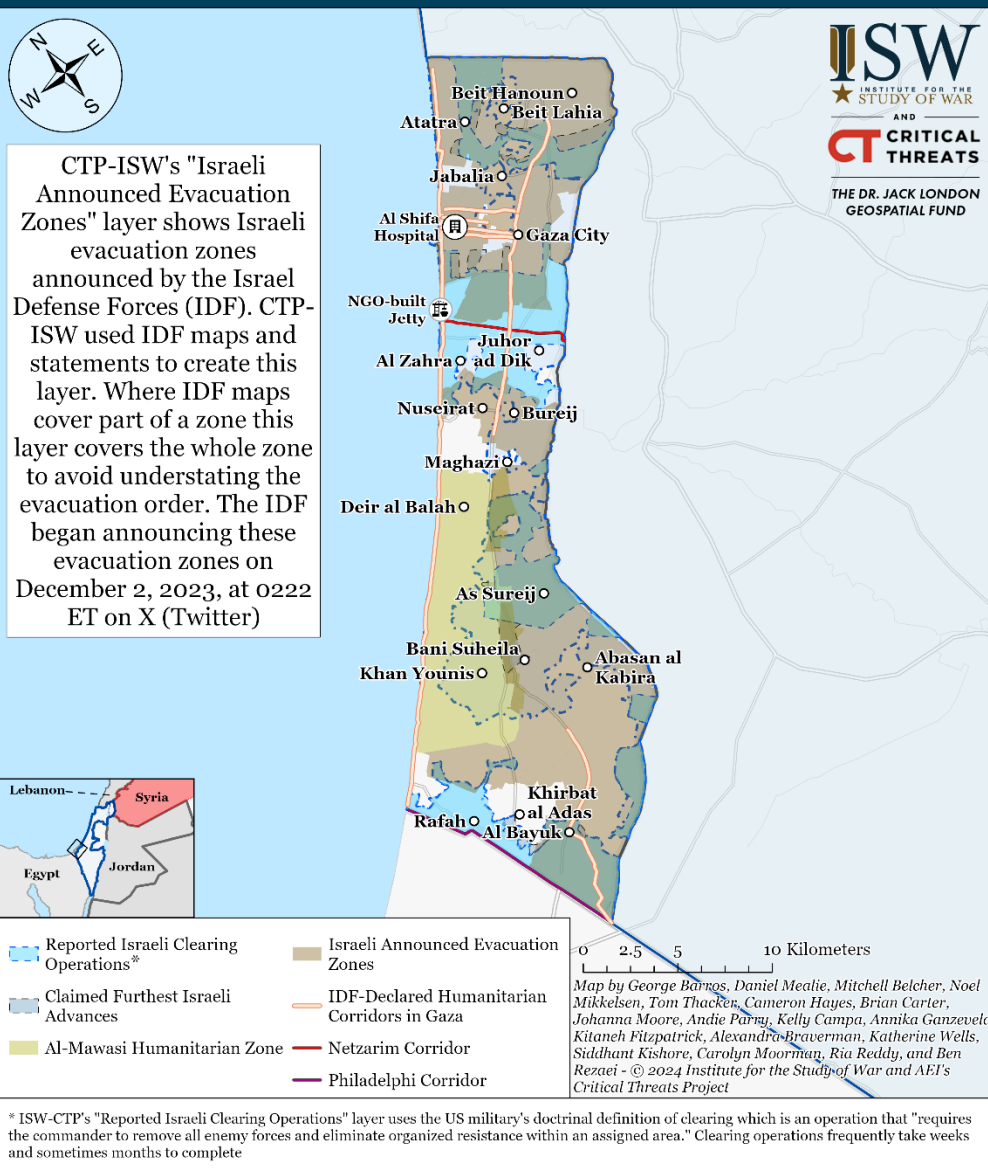 N
E
W
S
ISW
INSTITUTE FOR THE
STUDY OF WAR
AND
CT CRITICAL
THREATS
THE DR. JACK LONDON
GEOSPATIAL FUND
CTP-ISW's "Israeli
Announced Evacuation
Zones" layer shows Israeli
evacuation zones
announced by the Israel
Defense Forces (IDF). CTP-
ISW used IDF maps and
statements to create this
layer. Where IDF maps
cover part of a zone this
layer covers the whole zone
to avoid understating the
evacuation order. The IDF
began announcing these
evacuation zones on
December 2, 2023, at 0222
ET on X (Twitter)
Beit Hanoun
Beit Lahia
Atatra
Jabalia
Al Shifa
Hospital
Gaza City
NGO-built
Jetty
Juhor
ad Dik
Al Zahra
Nuseirat
Bureij
Maghazi
Deir al Balah
As Sureij
Bani Suheila
Abasan al
Kabira
Khan Younis
Khirbat
al Adas
Rafah
Al Bayuk
Lebanon
Syria
Jordan
Egypt
Reported Israeli Clearing
Operations*
Claimed Furthest Israeli
Advances
Al-Mawasi Humanitarian Zone
Israeli Announced Evacuation
Zones
IDF-Declared Humanitarian
Corridors in Gaza
Netzarim Corridor
Philadelphi Corridor
0 2.5 5 10 Kilometers
Map by George Barros, Daniel Mealie, Mitchell Belcher, Noel
Mikkelsen, Tom Thacker, Cameron Hayes, Brian Carter,
Johanna Moore, Andie Parry, Kelly Campa, Annika Ganzeveld
Kitaneh Fitzpatrick, Alexandra Braverman, Katherine Wells,
Siddhant Kishore, Carolyn Moorman, Ria Reddy, and Ben
Rezaei - © 2024 Institute for the Study of War and AEI's
Critical Threats Project
* ISW-CTP's "Reported Israeli Clearing Operations" layer uses the US military's doctrinal definition of clearing which is an operation that "requires
the commander to remove all enemy forces and eliminate organized resistance within an assigned area." Clearing operations frequently take weeks
and sometimes months to complete